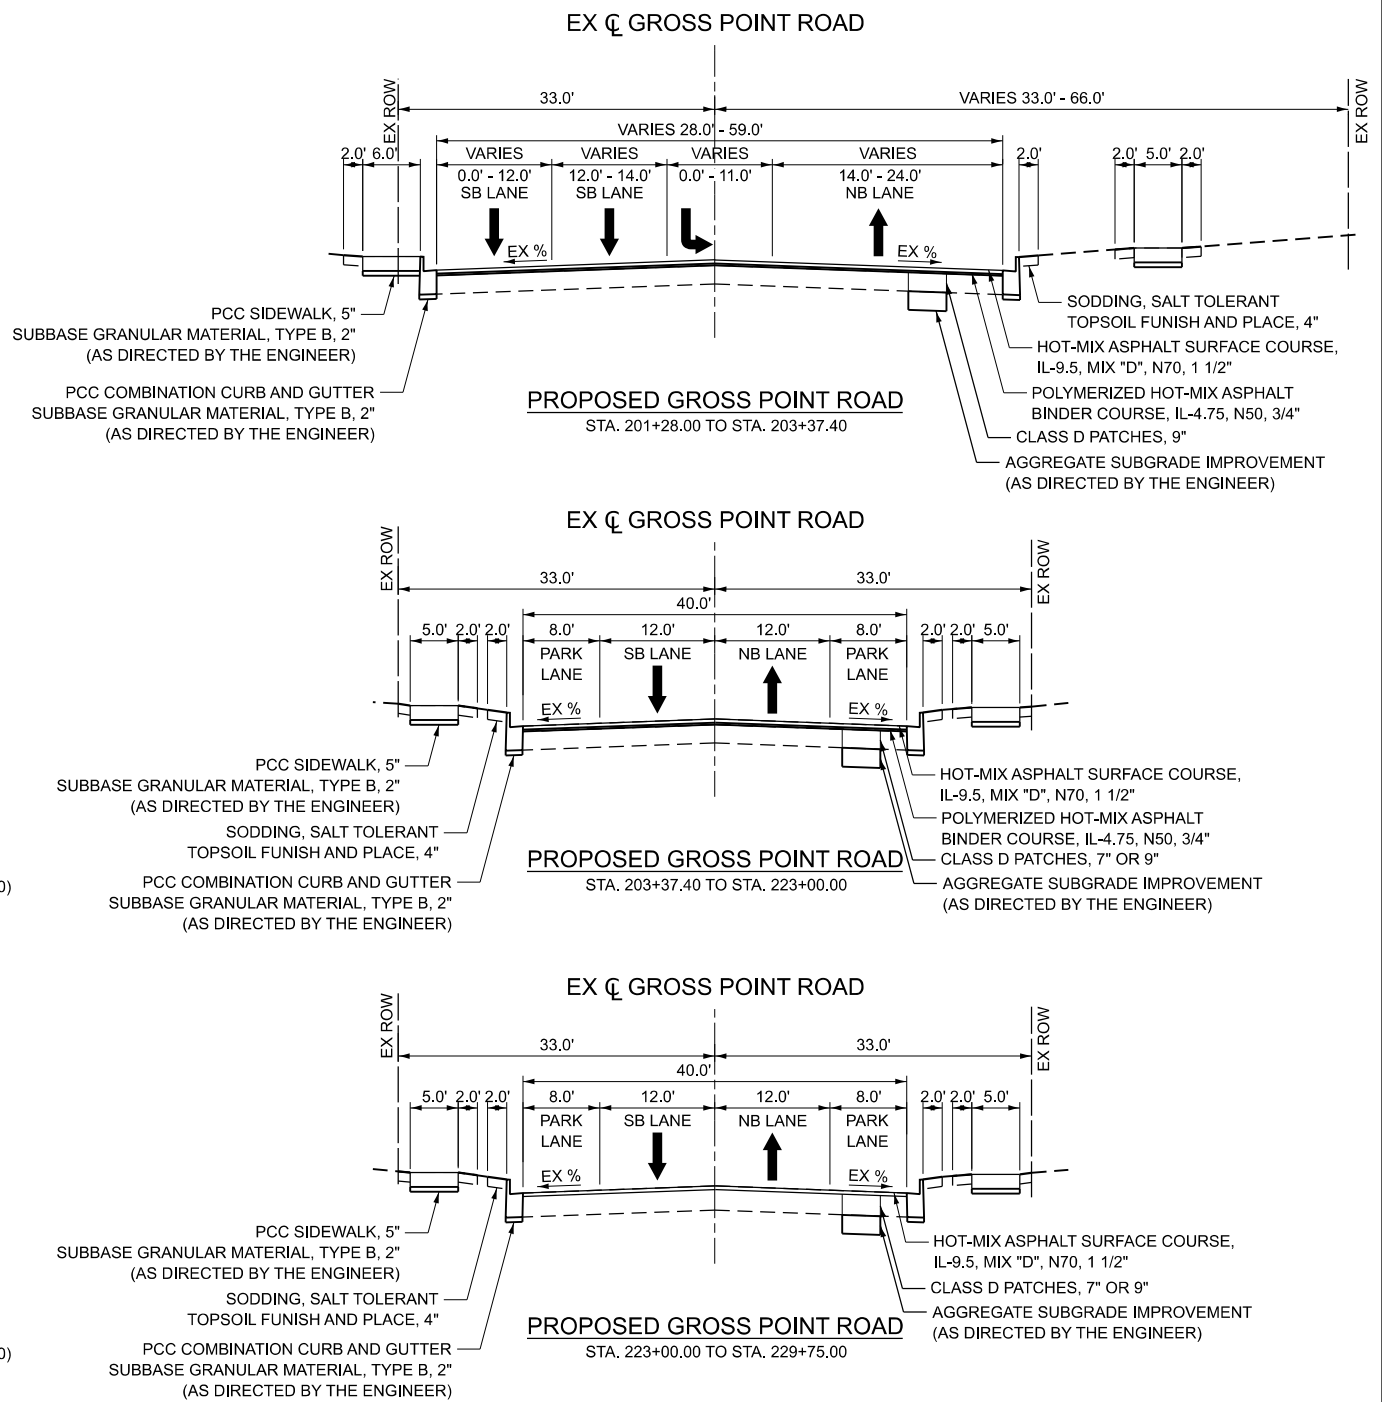 EX ℄ GROSS POINT ROAD
EX ROW
33.0'
VARIES 33.0' - 66.0'
EX ROW
VARIES 28.0' - 59.0'
2.0' 6.0'
VARIES
0.0' - 12.0'
SB LANE
VARIES
12.0' - 14.0'
SB LANE
VARIES
0.0' - 11.0'
VARIES
14.0' - 24.0'
NB LANE
2.0'
2.0' 5.0' 2.0'
EX %
EX %
PCC SIDEWALK, 5"
SUBBASE GRANULAR MATERIAL, TYPE B, 2"
(AS DIRECTED BY THE ENGINEER)
PCC COMBINATION CURB AND GUTTER
SUBBASE GRANULAR MATERIAL, TYPE B, 2"
(AS DIRECTED BY THE ENGINEER)
SODDING, SALT TOLERANT
TOPSOIL FUNISH AND PLACE, 4"
HOT-MIX ASPHALT SURFACE COURSE,
IL-9.5, MIX "D", N70, 1 1/2"
POLYMERIZED HOT-MIX ASPHALT
BINDER COURSE, IL-4.75, N50, 3/4"
CLASS D PATCHES, 9"
AGGREGATE SUBGRADE IMPROVEMENT
(AS DIRECTED BY THE ENGINEER)
PROPOSED GROSS POINT ROAD
STA. 201+28.00 TO STA. 203+37.40
EX ℄ GROSS POINT ROAD
EX ROW
33.0'
33.0'
EX ROW
40.0'
5.0' 2.0' 2.0'
8.0'
PARK
LANE
12.0'
SB LANE
12.0'
NB LANE
8.0'
PARK
LANE
2.0' 2.0' 5.0'
EX %
EX %
PCC SIDEWALK, 5"
SUBBASE GRANULAR MATERIAL, TYPE B, 2"
(AS DIRECTED BY THE ENGINEER)
SODDING, SALT TOLERANT
TOPSOIL FUNISH AND PLACE, 4"
PCC COMBINATION CURB AND GUTTER
SUBBASE GRANULAR MATERIAL, TYPE B, 2"
(AS DIRECTED BY THE ENGINEER)
HOT-MIX ASPHALT SURFACE COURSE,
IL-9.5, MIX "D", N70, 1 1/2"
POLYMERIZED HOT-MIX ASPHALT
BINDER COURSE, IL-4.75, N50, 3/4"
CLASS D PATCHES, 7" OR 9"
AGGREGATE SUBGRADE IMPROVEMENT
(AS DIRECTED BY THE ENGINEER)
PROPOSED GROSS POINT ROAD
STA. 203+37.40 TO STA. 223+00.00
0)
EX ℄ GROSS POINT ROAD
EX ROW
33.0'
33.0'
EX ROW
40.0'
5.0' 2.0' 2.0'
8.0'
PARK
LANE
12.0'
SB LANE
12.0'
NB LANE
8.0'
PARK
LANE
2.0' 2.0' 5.0'
EX %
EX %
PCC SIDEWALK, 5"
SUBBASE GRANULAR MATERIAL, TYPE B, 2"
(AS DIRECTED BY THE ENGINEER)
SODDING, SALT TOLERANT
TOPSOIL FUNISH AND PLACE, 4"
PCC COMBINATION CURB AND GUTTER
SUBBASE GRANULAR MATERIAL, TYPE B, 2"
(AS DIRECTED BY THE ENGINEER)
HOT-MIX ASPHALT SURFACE COURSE,
IL-9.5, MIX "D", N70, 1 1/2"
CLASS D PATCHES, 7" OR 9"
AGGREGATE SUBGRADE IMPROVEMENT
(AS DIRECTED BY THE ENGINEER)
PROPOSED GROSS POINT ROAD
STA. 223+00.00 TO STA. 229+75.00
0)